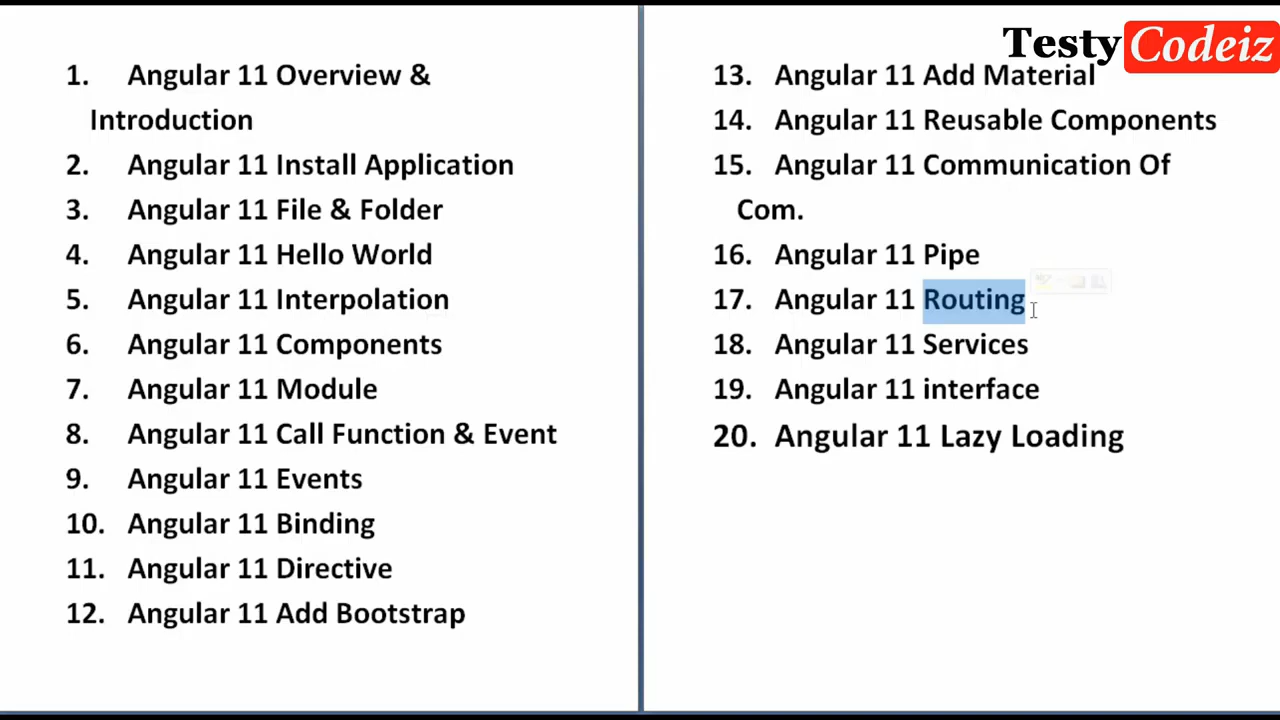 1. Angular 11 Overview &
Introduction
2. Angular 11 Install Application
3. Angular 11 File & Folder
4. Angular 11 Hello World
5. Angular 11 Interpolation
6. Angular 11 Components
7. Angular 11 Module
8. Angular 11 Call Function & Event
9. Angular 11 Events
10. Angular 11 Binding
11. Angular 11 Directive
12. Angular 11 Add Bootstrap
Testy Codeiz
13. Angular 11 Add Material
14. Angular 11 Reusable Components
15. Angular 11 Communication Of
Com.
16. Angular 11 Pipe
17. Angular 11 Routing
18. Angular 11 Services
19. Angular 11 interface
20. Angular 11 Lazy Loading